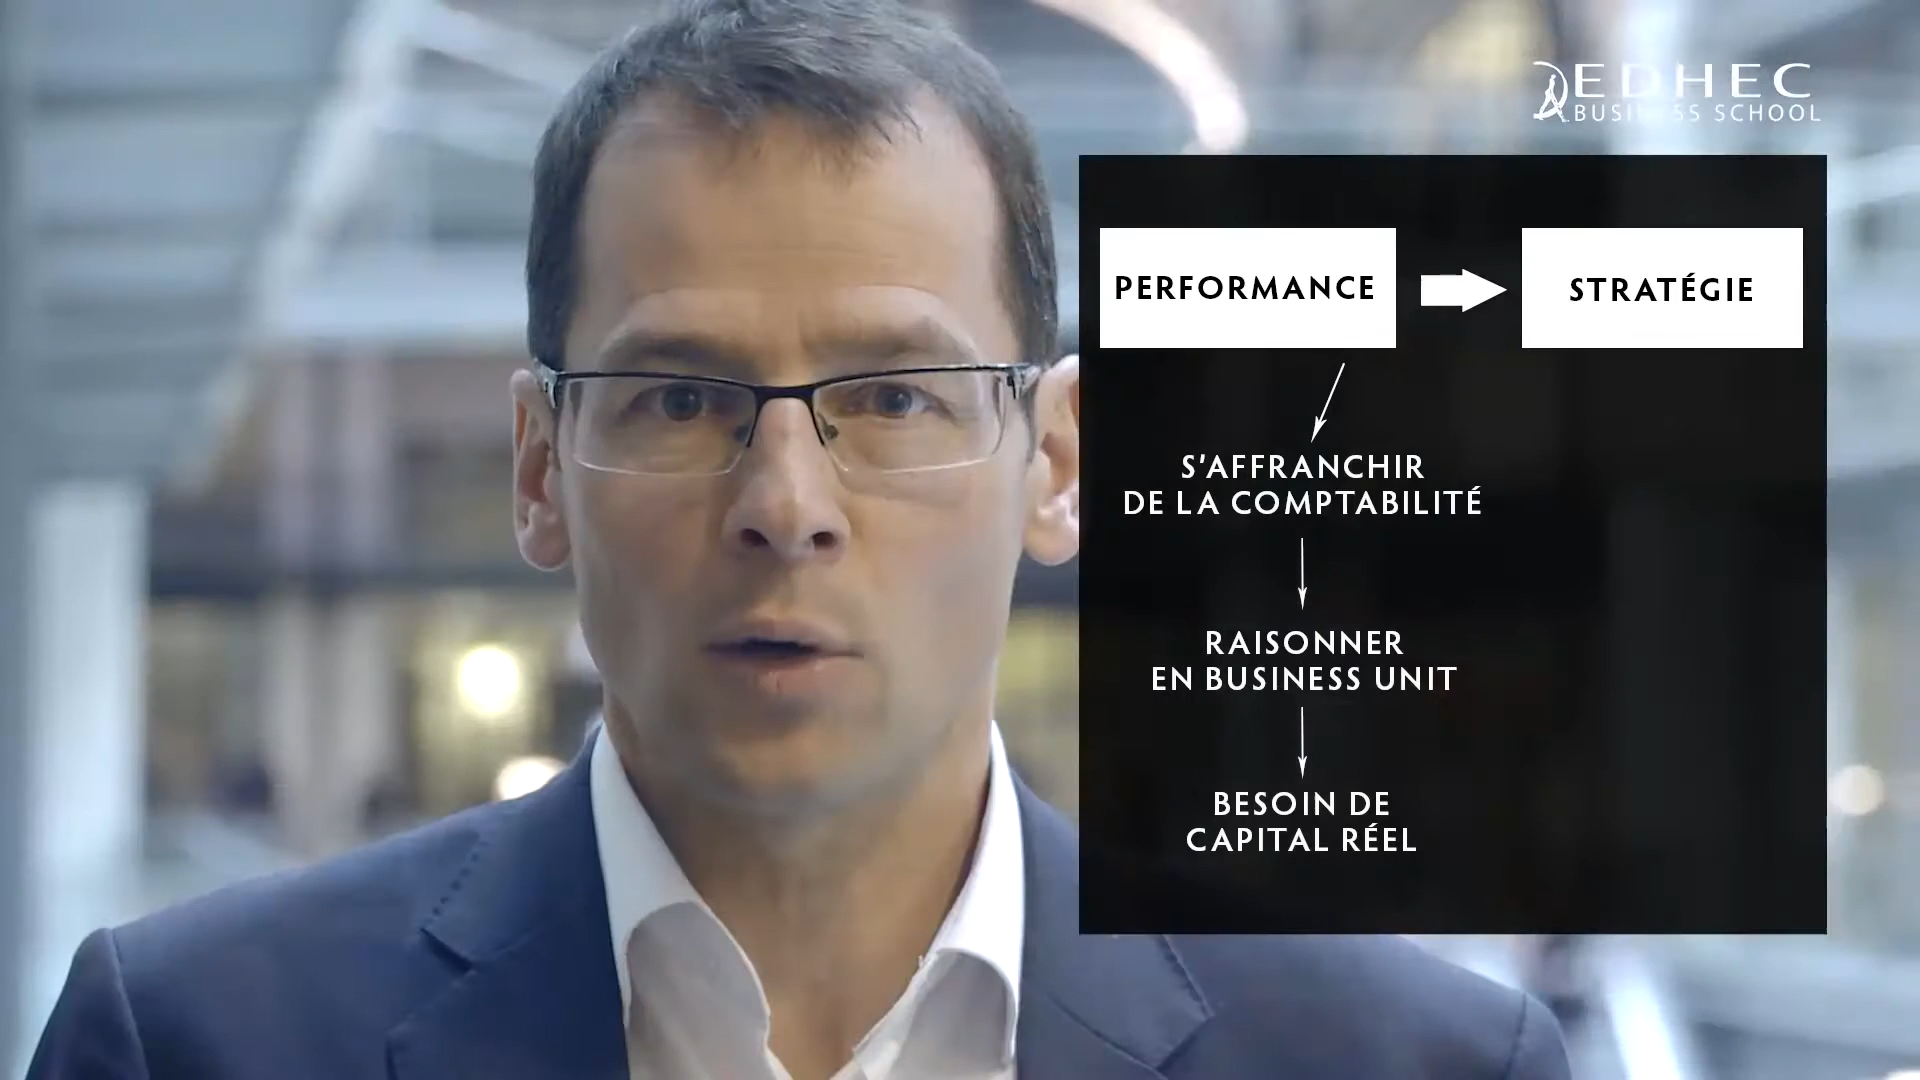 EDHEC
BUSINESS SCHOOL
PERFORMANCE
STRATÉGIE
S'AFFRANCHIR
DE LA COMPTABILITÉ
RAISONNER
EN BUSINESS UNIT
BESOIN DE
CAPITAL RÉEL